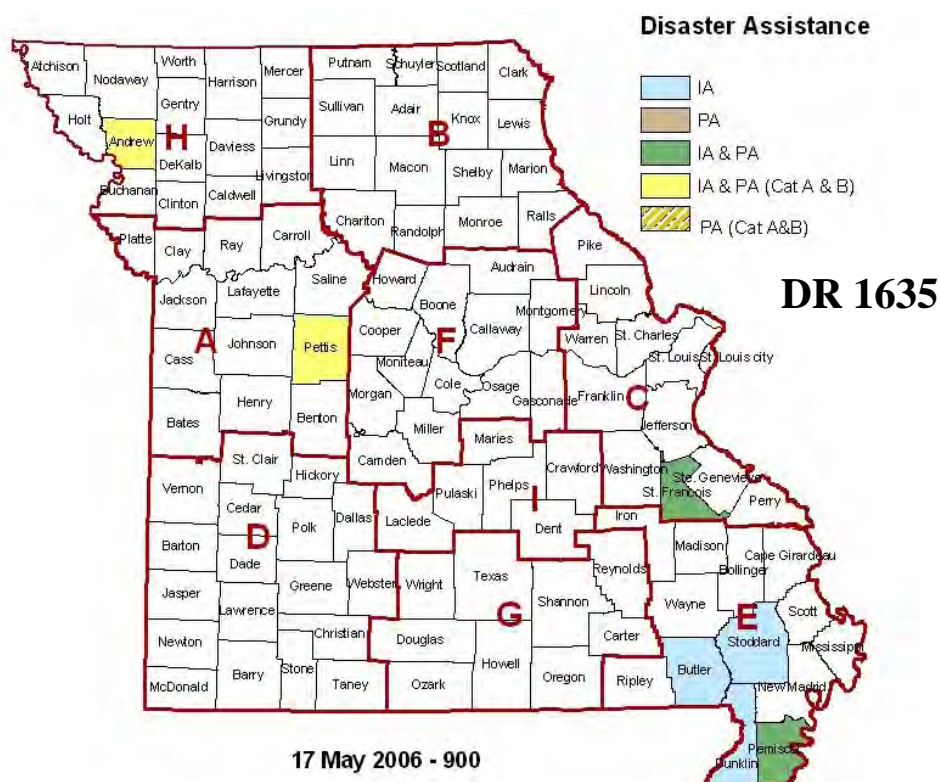 Disaster Assistance
IA
PA
IA & PA
IA & PA (Cat A & B)
PA (Cat A&B)
DR 1635
Atchison
Nodaway
Worth
Harrison
Mercer
Putnam
Schuyler
Scotland
Clark
Gentry
Sullivan
Adair
Knox
Lewis
Holt
Andrew
H
Grundy
B
DeKalb
Daviess
Linn
Macon
Shelby
Marion
Livingston
Buchanan
Clinton
Caldwell
Chariton
Randolph
Monroe
Ralls
Platte
Clay
Ray
Carroll
Pike
Saline
Howard
Audrain
Jackson
Lafayette
Boone
Lincoln
Montgomery
Cooper
Callaway
A
Johnson
Pettis
F
Warren
St. Charles
Cass
Moniteau
St. Louis
St. Louis city
Cole
Osage
Morgan
Gasconade
Franklin
C
Henry
Benton
Miller
Jefferson
Bates
Maries
St. Clair
Camden
Crawford
Washington
Hickory
Ste. Genevieve
Vernon
Phelps
Pulaski
St. Francois
Perry
Cedar
I
Polk
Dallas
Laclede
Iron
D
Dent
Barton
Madison
Cape Girardeau
Bollinger
Dade
Reynolds
Jasper
Greene
Webster
Wright
Texas
Shannon
Wayne
Scott
Lawrence
G
E
Christian
Douglas
Carter
Stoddard
Mississippi
Newton
Stone
Barry
Howell
Butler
McDonald
Taney
Ozark
Oregon
Ripley
New Madrid
Pemiscot
Dunklin
17 May 2006 - 900